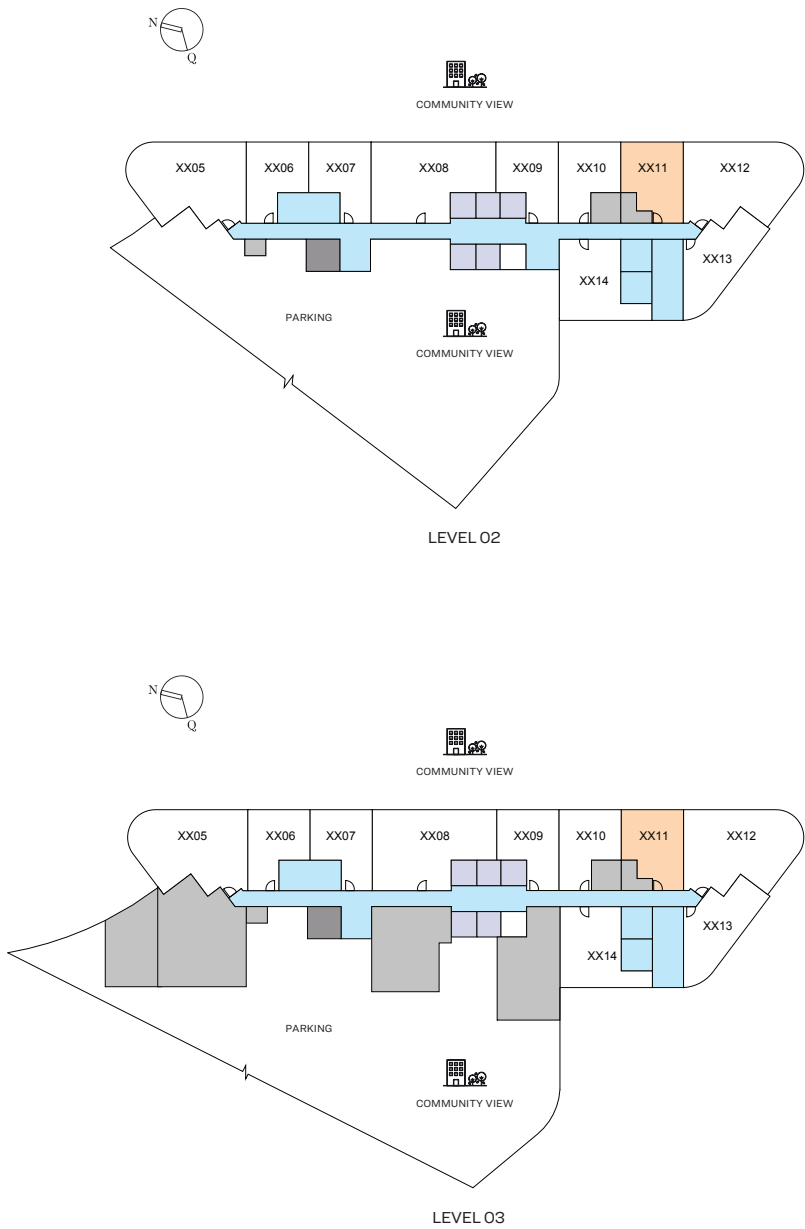 N
Q
COMMUNITY VIEW
XX05
XX06
XX07
XX08
XX09
XX10
XX11
XX12
XX13
XX14
PARKING
COMMUNITY VIEW
LEVEL 02
N
Q
COMMUNITY VIEW
XX05
XX06
XX07
XX08
XX09
XX10
XX11
XX12
XX13
XX14
PARKING
COMMUNITY VIEW
LEVEL 03